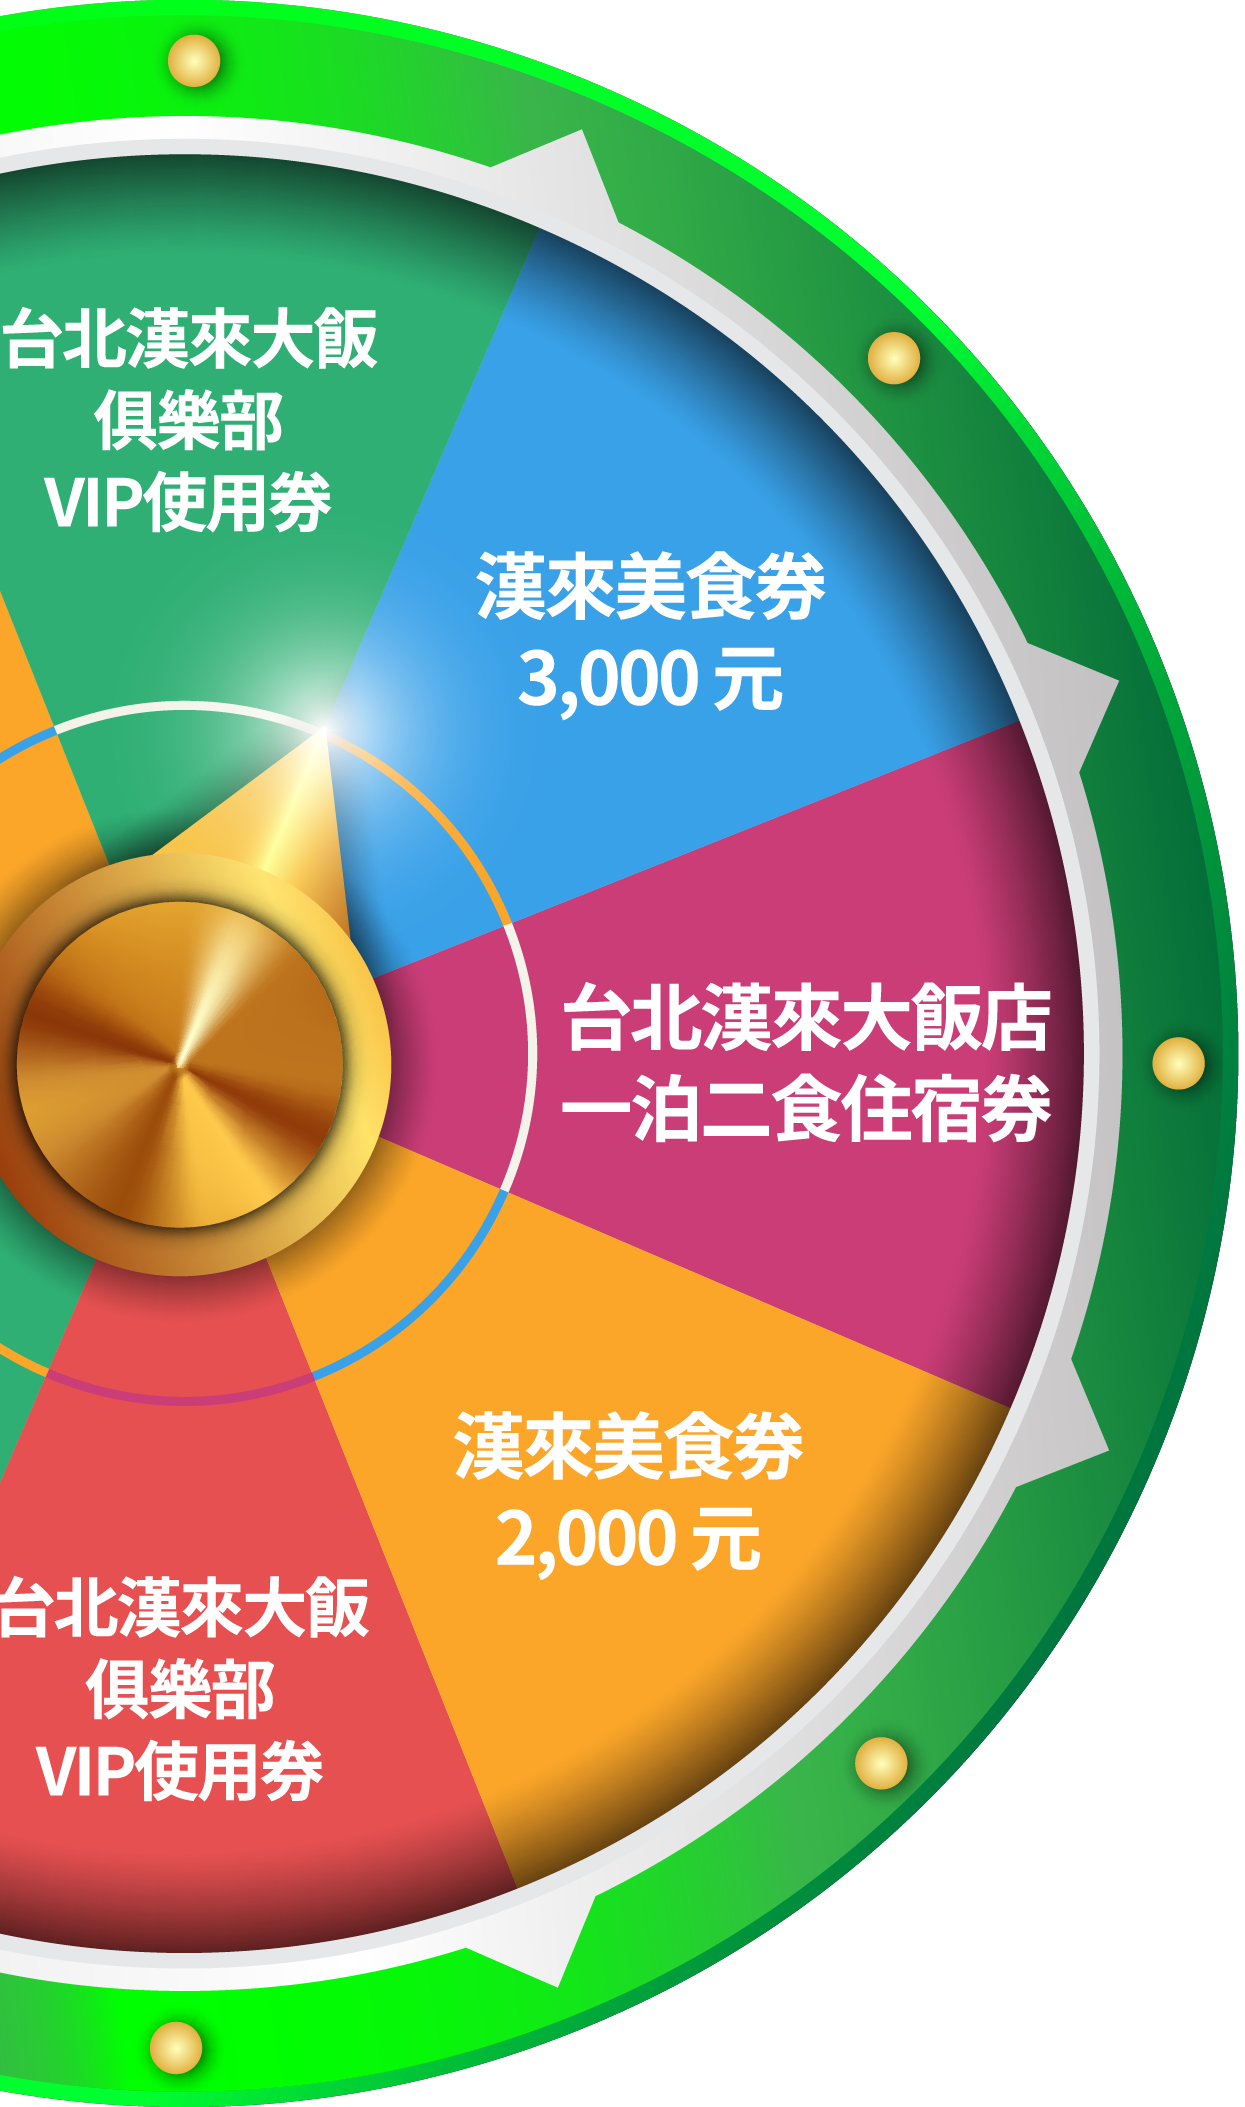 台北漢來大飯
俱樂部
VIP使用券
漢來美食券
3,000 元
台北漢來大飯店
一泊二食住宿券
漢來美食券
2,000 元
台北漢來大飯
俱樂部
VIP使用券